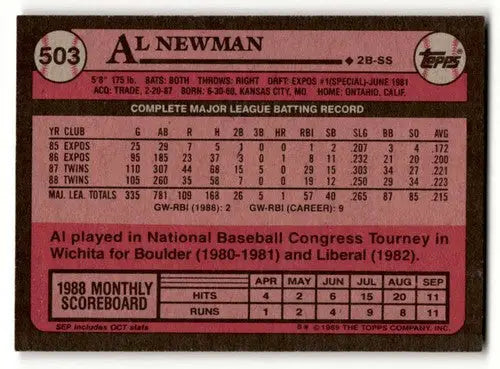 503
AL NEWMAN
2B-SS
TOPPS
5'8" 175 lb. BATS: BOTH THROWS: RIGHT DRAFT: EXPOS #1(SPECIAL)-JUNE 1981
ACQ: TRADE, 2-20-87 BORN: 6-30-60, KANSAS CITY, MO. HOME: ONTARIO, CALIF.
COMPLETE MAJOR LEAGUE BATTING RECORD
YR CLUB G AB R H 2B 3B HR RBI SB SLG BB SO AVG
85 EXPOS 25 29 7 5 1 0 0 1 2 .207 3 4 .172
86 EXPOS 95 185 23 37 3 0 1 8 11 .232 21 20 .200
87 TWINS 110 307 44 68 15 5 0 29 15 .303 34 27 .221
88 TWINS 105 260 35 58 7 0 0 19 12 .250 29 34 .223
MAJ. LEA. TOTALS 335 781 109 168 26 5 1 57 40 .265 87 85 .215
GW-RBI (1988): 2 GW-RBI (CAREER): 9
Al played in National Baseball Congress Tourney in
Wichita for Boulder (1980-1981) and Liberal (1982).
1988 MONTHLY
SCOREBOARD
APR MAY JUN JUL AUG SEP
HITS 4 2 6 15 20 11
RUNS 1 2 4 9 8 11
SEP includes OCT stats
B* © 1989 THE TOPPS COMPANY, INC.